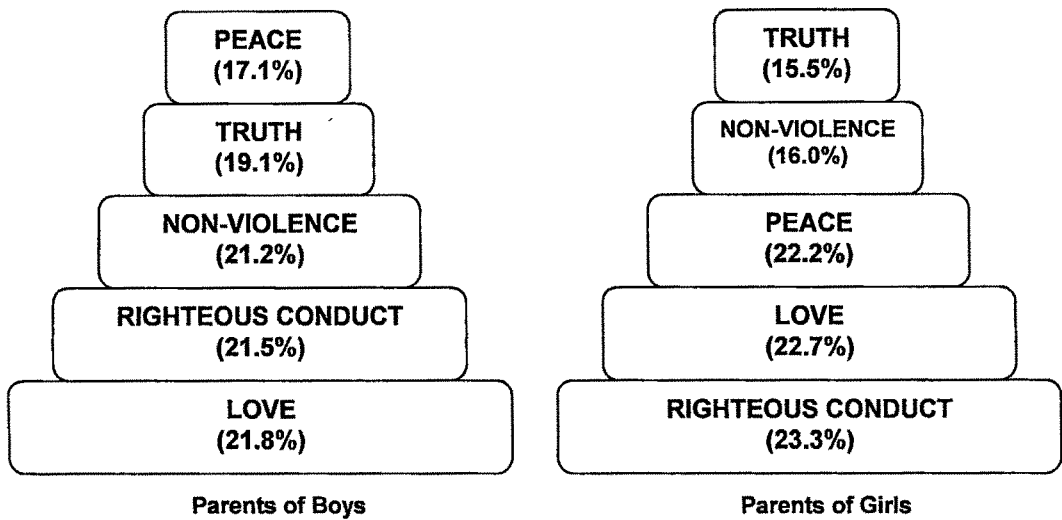 PEACE
(17.1%)
TRUTH
(19.1%)
NON-VIOLENCE
(21.2%)
RIGHTEOUS CONDUCT
(21.5%)
LOVE
(21.8%)
Parents of Boys
TRUTH
(15.5%)
NON-VIOLENCE
(16.0%)
PEACE
(22.2%)
LOVE
(22.7%)
RIGHTEOUS CONDUCT
(23.3%)
Parents of Girls